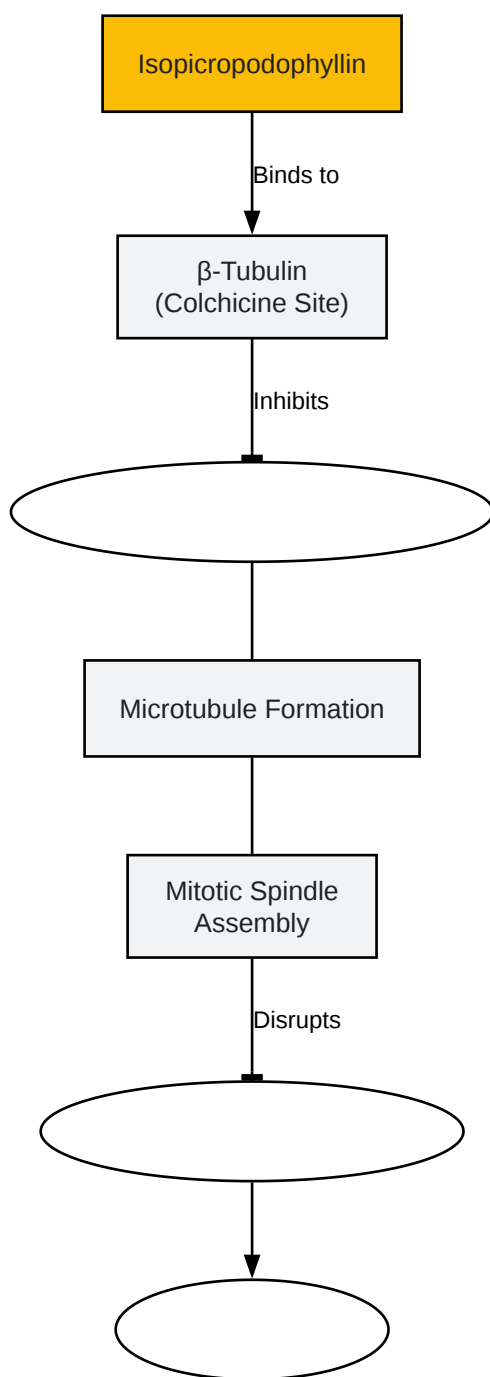 Isopicropodophyllin
Binds to
β-Tubulin
(Colchicine Site)
Inhibits
Microtubule Formation
Mitotic Spindle
Assembly
Disrupts